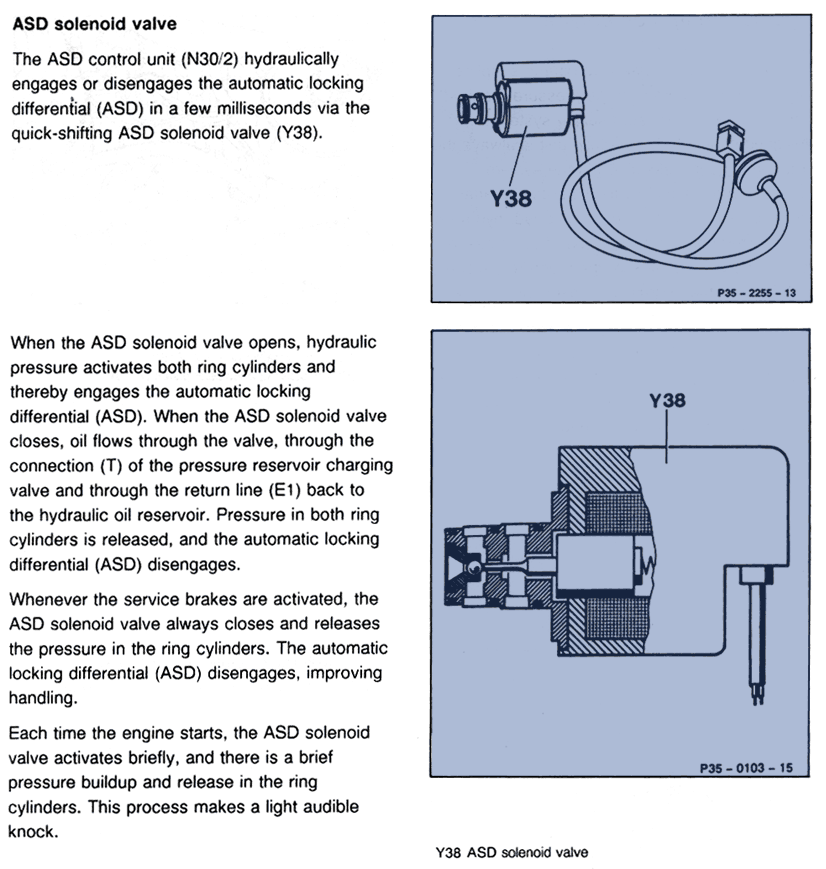 ASD solenoid valve
The ASD control unit (N30/2) hydraulically
engages or disengages the automatic locking
differential (ASD) in a few milliseconds via the
quick-shifting ASD solenoid valve (Y38).
Y38
P35 – 2255 – 13
When the ASD solenoid valve opens, hydraulic
pressure activates both ring cylinders and
thereby engages the automatic locking
differential (ASD). When the ASD solenoid valve
closes, oil flows through the valve, through the
connection (T) of the pressure reservoir charging
valve and through the return line (E1) back to
the hydraulic oil reservoir. Pressure in both ring
cylinders is released, and the automatic locking
differential (ASD) disengages.
Whenever the service brakes are activated, the
ASD solenoid valve always closes and releases
the pressure in the ring cylinders. The automatic
locking differential (ASD) disengages, improving
handling.
Each time the engine starts, the ASD solenoid
valve activates briefly, and there is a brief
pressure buildup and release in the ring
cylinders. This process makes a light audible
knock.
Y38
P35 – 0103 – 15
Y38 ASD solenoid valve